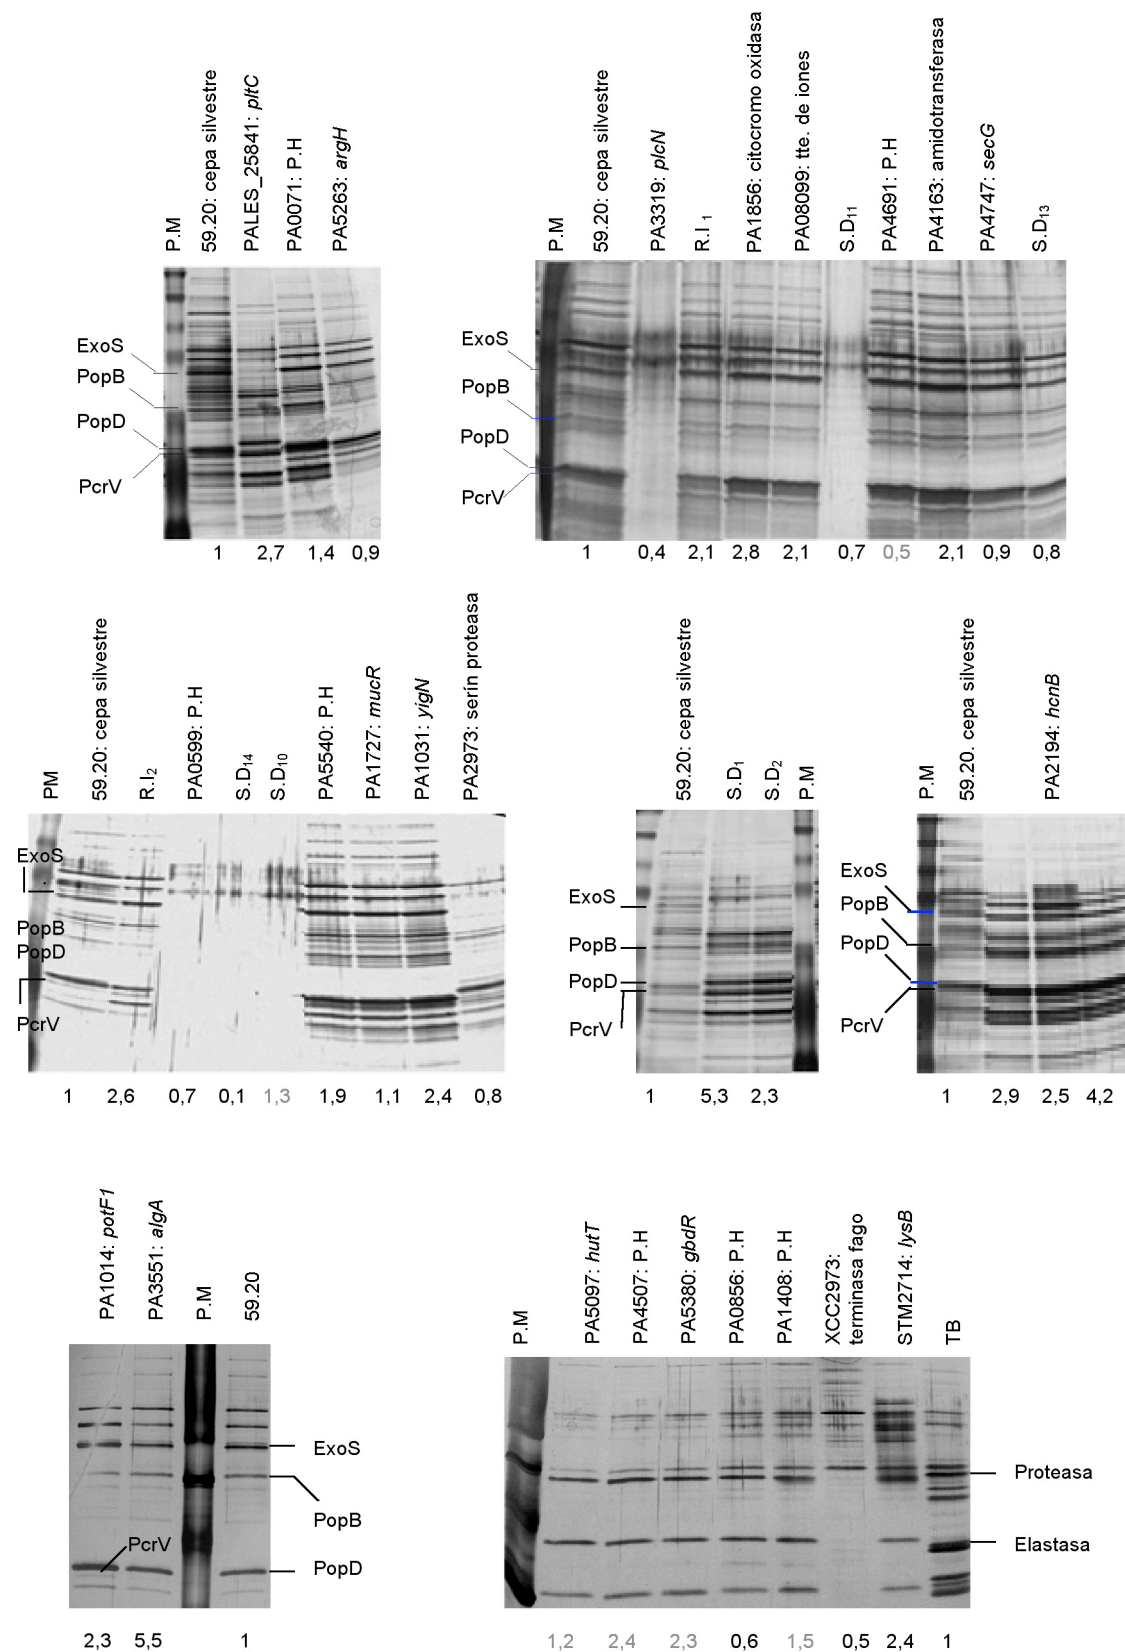 P.M
59.20: cepa silvestre
PALES_25841: pltC
PA0071: P.H
PA5263: argH
ExoS
PopB
PopD
PcrV
1 2,7 1,4 0,9
P.M
59.20: cepa silvestre
PA3319: plcN
R.I 1
PA1856: citocromo oxidasa
PA08099: tte. de iones
S.D11
PA4691: P.H
PA4163: amidotransferasa
PA4747: secG
S.D13
ExoS
PopB
PopD
PcrV
1 0,4 2,1 2,8 2,1 0,7 0,5 2,1 0,9 0,8
PM
59.20: cepa silvestre
R.I2
PA0599: P.H
S.D14
S.D10
PA5540: P.H
PA1727: mucR
PA1031: yigN
PA2973: serin proteasa
ExoS
PopB
PopD
PcrV
1 2,6 0,7 0,1 1,3 1,9 1,1 2,4 0,8
59.20: cepa silvestre
S.D1
S.D2
P.M
ExoS
PopB
PopD
PcrV
1 5,3 2,3
P.M
59.20. cepa silvestre
PA2194: hcnB
ExoS
PopB
PopD
PcrV
1 2,9 2,5 4,2
PA1014: potF1
PA3551: algA
P.M
59.20
ExoS
PopB
PcrV
PopD
2,3 5,5 1
P.M
PA5097: hutT
PA4507: P.H
PA5380: gbdR
PA0856: P.H
PA1408: P.H
XCC2973:
terminasa fago
STM2714: lysB
TB
Proteasa
Elastasa
1,2 2,4 2,3 0,6 1,5 0,5 2,4 1